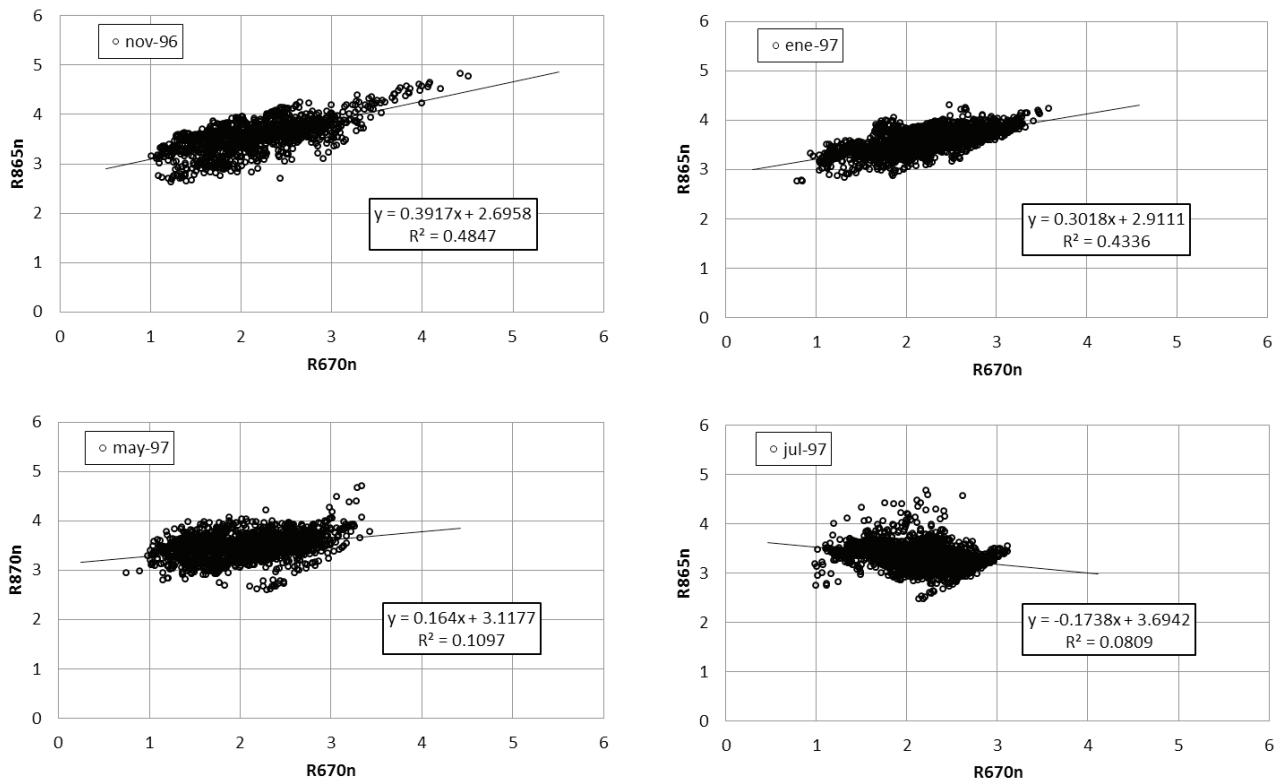 6
nov-96
5
4
R865n
3
2
y = 0.3917x + 2.6958
R² = 0.4847
1
0
0 1 2 3 4 5 6
R670n
6
ene-97
5
4
R865n
3
2
y = 0.3018x + 2.9111
R² = 0.4336
1
0
0 1 2 3 4 5 6
R670n
6
may-97
5
4
R870n
3
2
y = 0.164x + 3.1177
R² = 0.1097
1
0
0 1 2 3 4 5 6
R670n
6
jul-97
5
4
R865n
3
2
y = -0.1738x + 3.6942
R² = 0.0809
1
0
0 1 2 3 4 5 6
R670n